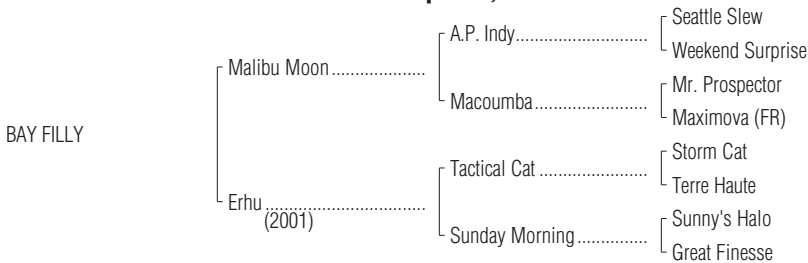 Seattle Slew
A.P. Indy
Weekend Surprise
Malibu Moon
Mr. Prospector
Macoumba
Maximova (FR)
BAY FILLY
Storm Cat
Tactical Cat
Terre Haute
Erhu
(2001)
Sunny's Halo
Sunday Morning
Great Finesse